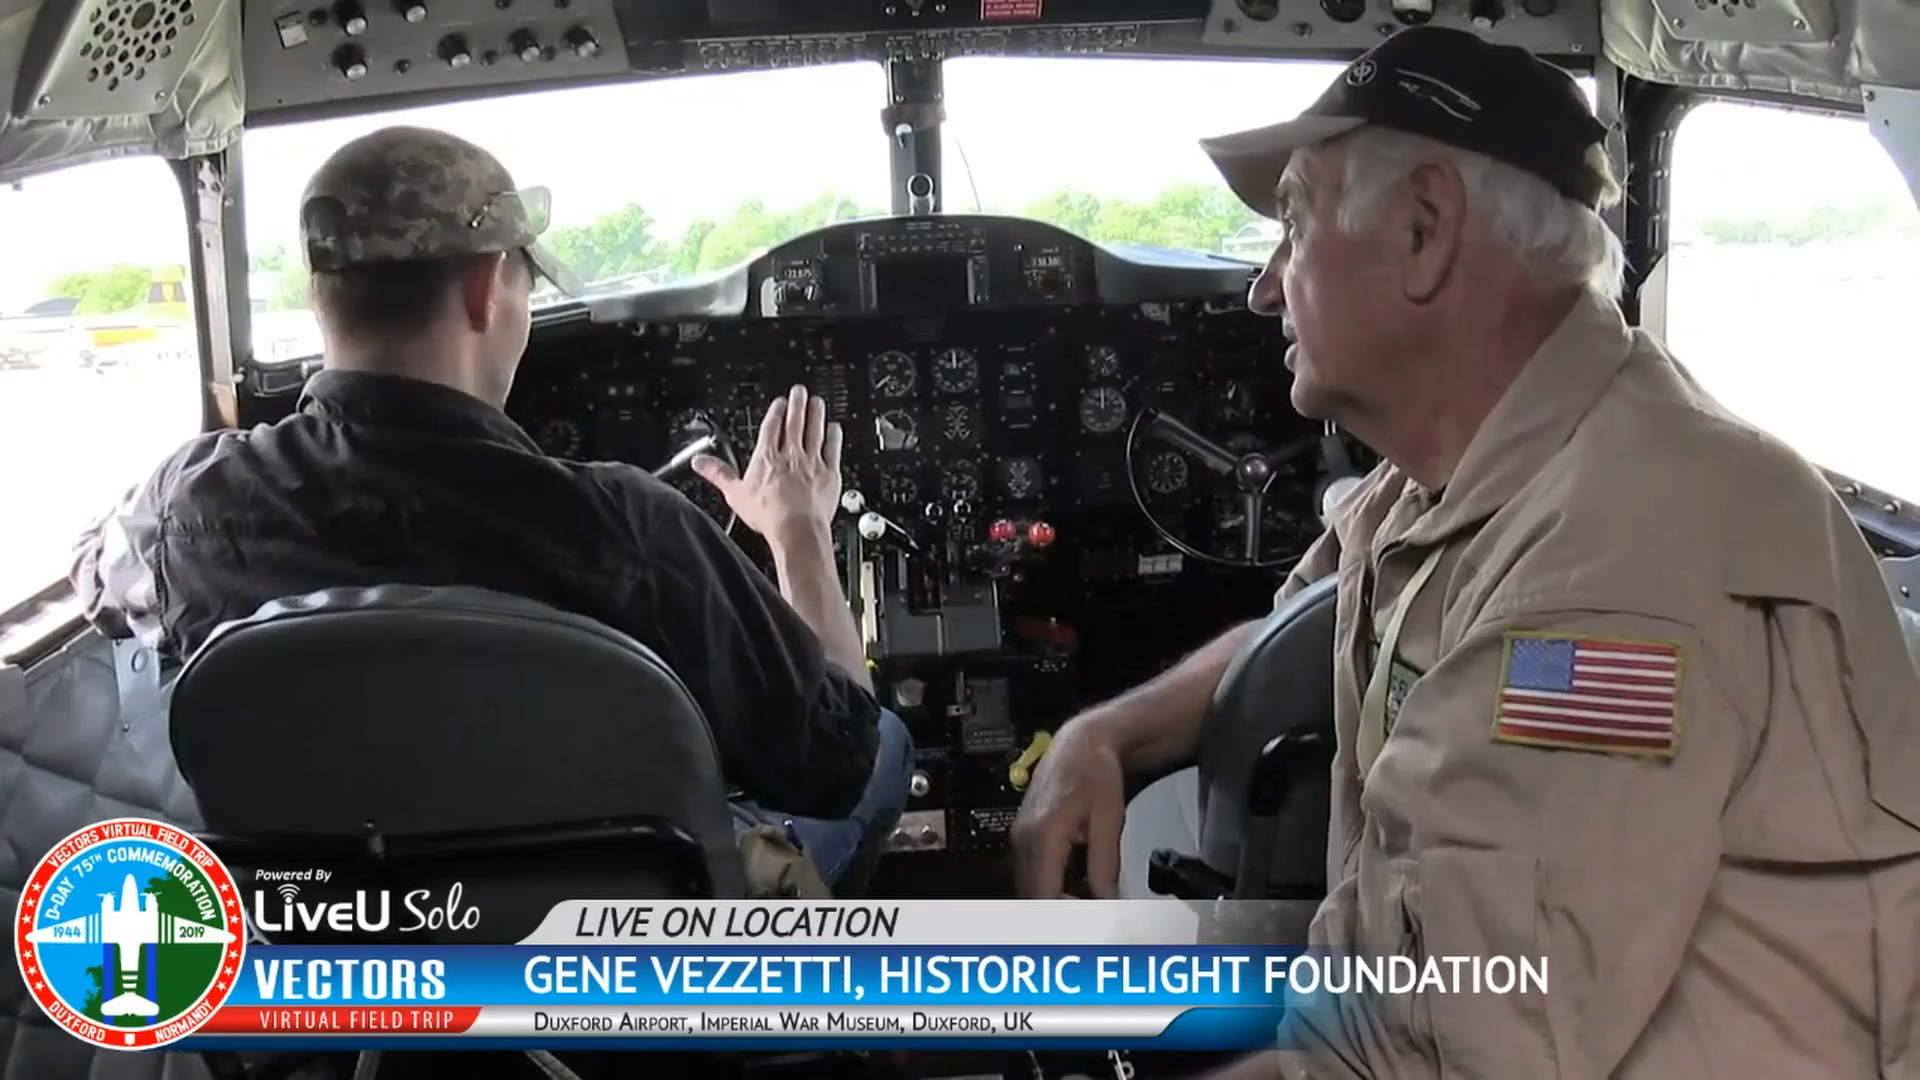 VECTORS VIRTUAL FIELD TRIP
D-DAY 75TH COMMEMORATION
1944
2019
DUXFORD
NORMANDY
Powered By
LiveU Solo
VECTORS
VIRTUAL FIELD TRIP
LIVE ON LOCATION
GENE VEZZETTI, HISTORIC FLIGHT FOUNDATION
DUXFORD AIRPORT, IMPERIAL WAR MUSEUM, DUXFORD, UK